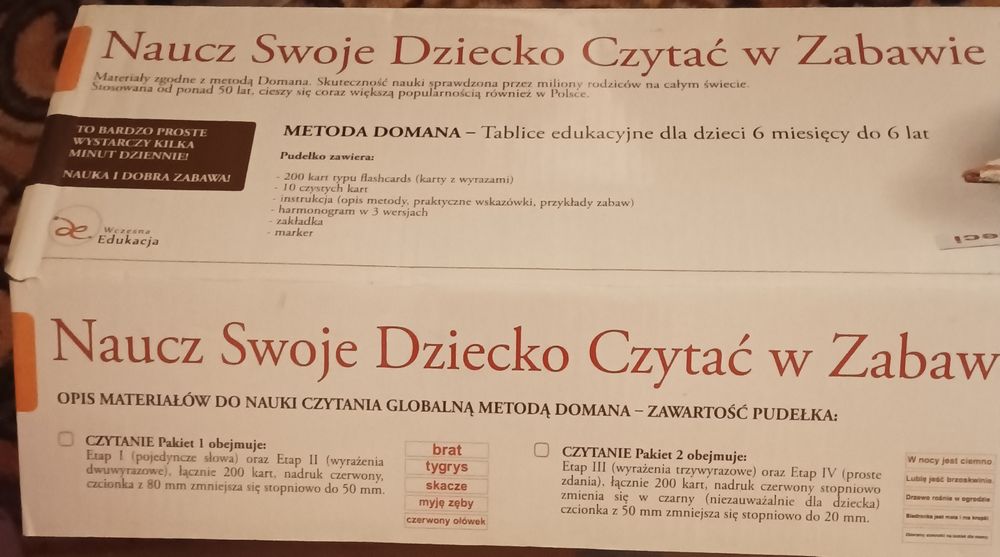 Naucz Swoje Dziecko Czytać w Zabawie
Materiały zgodne z metodą Domana. Skuteczność nauki sprawdzona przez miliony rodziców na całym świecie.
Stosowana od ponad 50 lat, cieszy się coraz większą popularnością również w Polsce.
TO BARDZO PROSTE
WYSTARCZY KILKA
MINUT DZIENNIE!
NAUKA I DOBRA ZABAWA!
METODA DOMANA – Tablice edukacyjne dla dzieci 6 miesięcy do 6 lat
Pudełko zawiera:
- 200 kart typu flashcards (karty z wyrazami)
- 10 czystych kart
- instrukcja (opis metody, praktyczne wskazówki, przykłady zabaw)
- harmonogram w 3 wersjach
- zakładka
- marker
æ Wczesna
Edukacja
Naucz Swoje Dziecko Czytać w Zabaw
OPIS MATERIAŁÓW DO NAUKI CZYTANIA GLOBALNĄ METODĄ DOMANA – ZAWARTOŚĆ PUDEŁKA:
CZYTANIE Pakiet 1 obejmuje:
Etap I (pojedyncze słowa) oraz Etap II (wyrażenia
dwuwyrazowe), łącznie 200 kart, nadruk czerwony,
czcionka z 80 mm zmniejsza się stopniowo do 50 mm.
brat
tygrys
skacze
myję zęby
czerwony ołówek
CZYTANIE Pakiet 2 obejmuje:
Etap III (wyrażenia trzywyrazowe) oraz Etap IV (proste
zdania), łącznie 200 kart, nadruk czerwony stopniowo
zmienia się w czarny (niezauważalnie dla dziecka)
czcionka z 50 mm zmniejsza się stopniowo do 20 mm.
W nocy jest ciemno
Lubię jeść brzoskwinie
Drzewo rośnie w ogrodzie
Biedronka jest mała i ma kropki